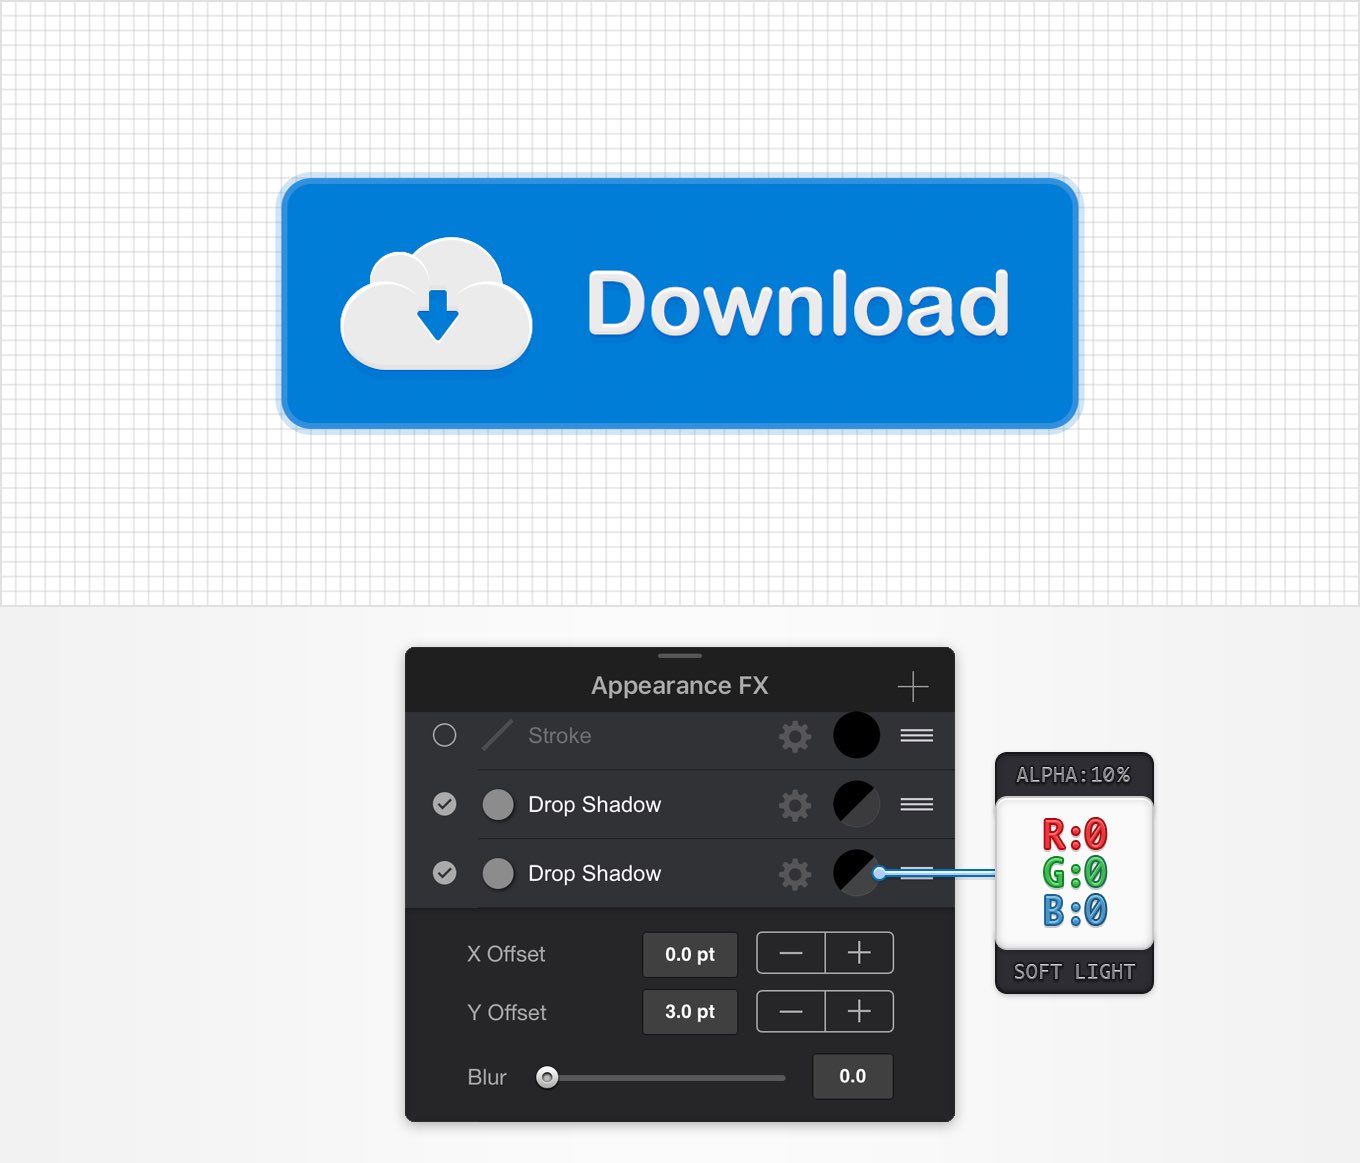 Download
Appearance FX
Stroke
Drop Shadow
Drop Shadow
ALPHA:10%
R:0
G:0
B:0
SOFT LIGHT
X Offset 0.0 pt
Y Offset 3.0 pt
Blur 0.0